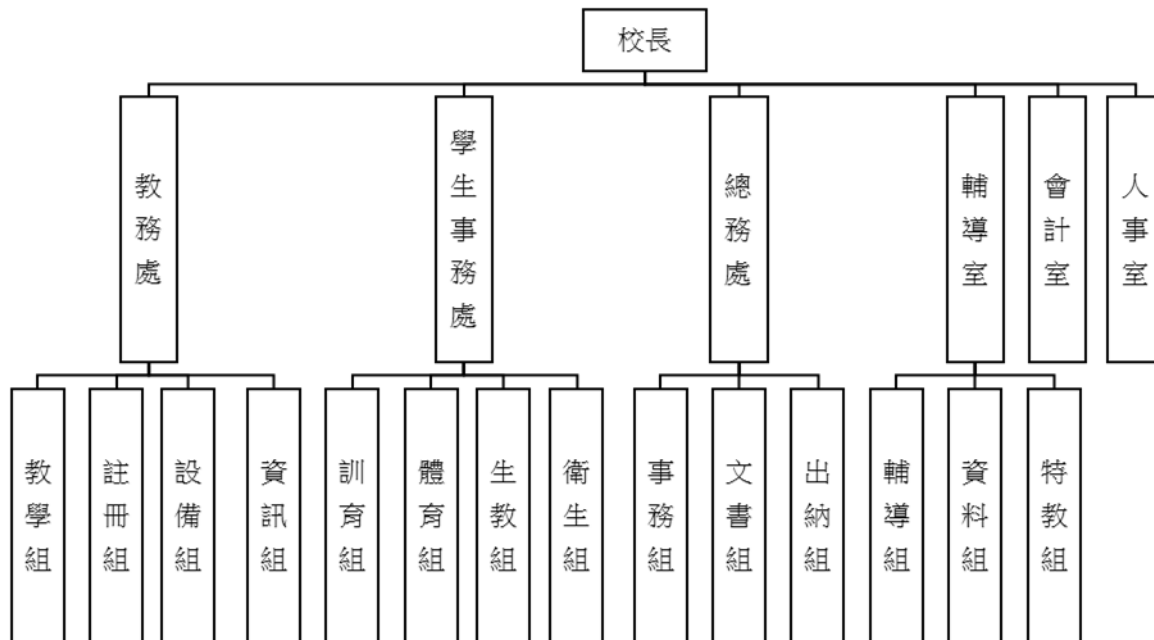 校長
教務處
學生事務處
總務處
輔導室
會計室
人事室
教學組
註冊組
設備組
資訊組
訓育組
體育組
生教組
衛生組
事務組
文書組
出納組
輔導組
資料組
特教組